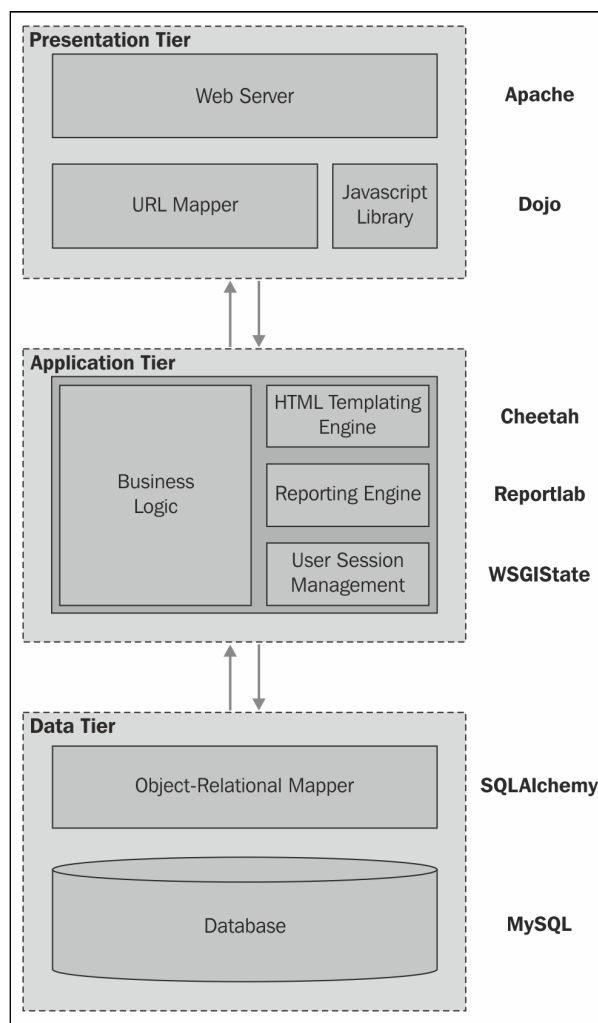 Presentation Tier
Web Server
Apache
URL Mapper
Javascript
Library
Dojo
Application Tier
Business
Logic
HTML Templating
Engine
Cheetah
Reporting Engine
Reportlab
User Session
Management
WSGIState
Data Tier
Object-Relational Mapper
SQLAlchemy
Database
MySQL